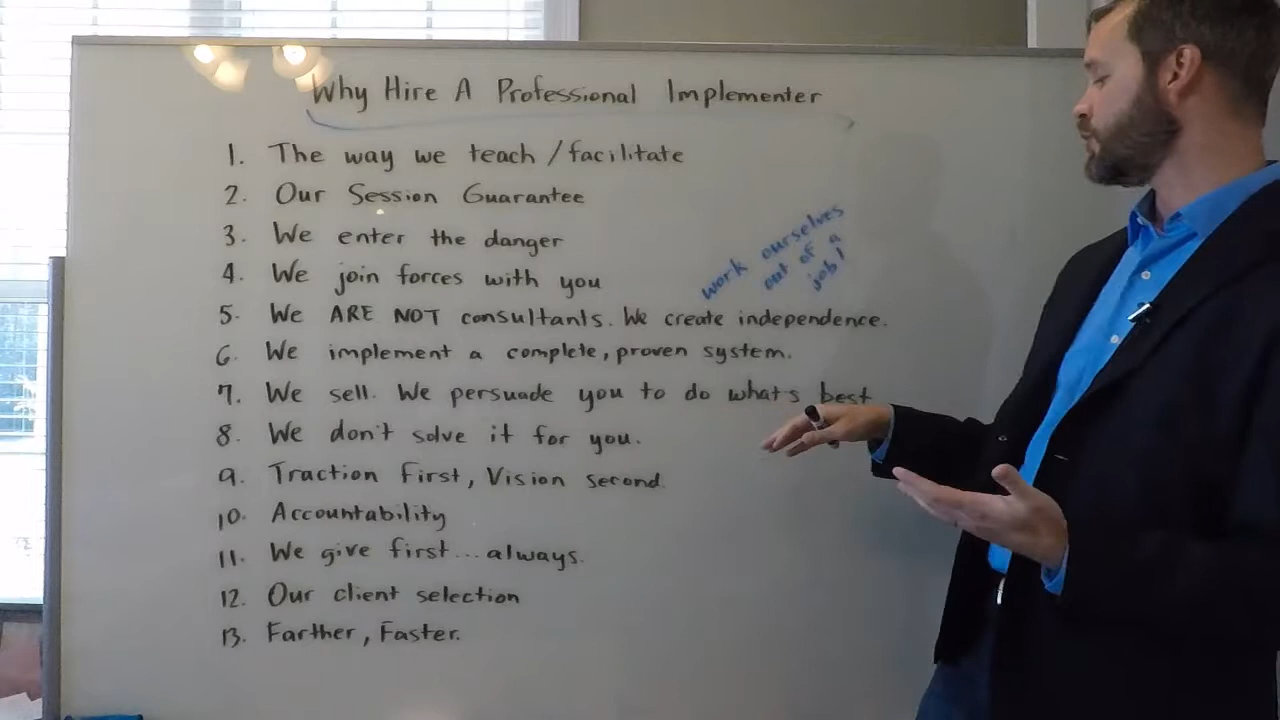 Why Hire A Professional Implementer
1. The way we teach / facilitate
2. Our Session Guarantee
3. We enter the danger
4. We join forces with you
work ourselves
out of a
job!
5. We ARE NOT consultants. We create independence.
6. We implement a complete, proven system.
7. We sell. We persuade you to do whats best
8. We don't solve it for you.
9. Traction First, Vision second.
10. Accountability
11. We give first... always.
12. Our client selection
13. Farther, Faster.